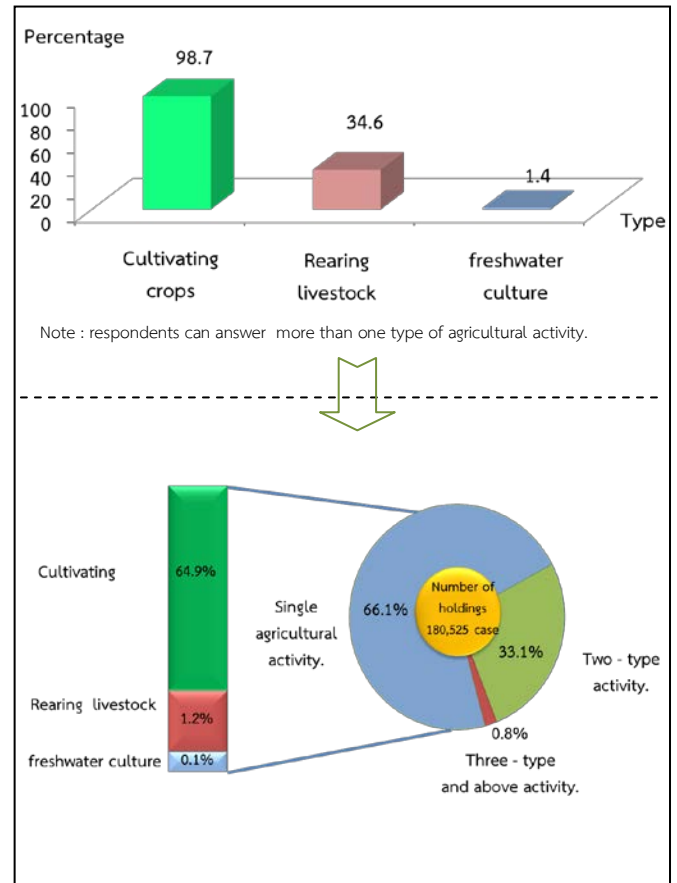 Percentage
98.7
34.6
1.4
100
80
60
40
20
0
Type
Cultivating
crops
Rearing
livestock
freshwater
culture
Note : respondents can answer more than one type of agricultural activity.
Cultivating
64.9%
Rearing livestock
1.2%
freshwater culture
0.1%
Single
agricultural
activity.
66.1%
Number of
holdings
180,525 case
33.1%
Two - type
activity.
0.8%
Three - type
and above activity.